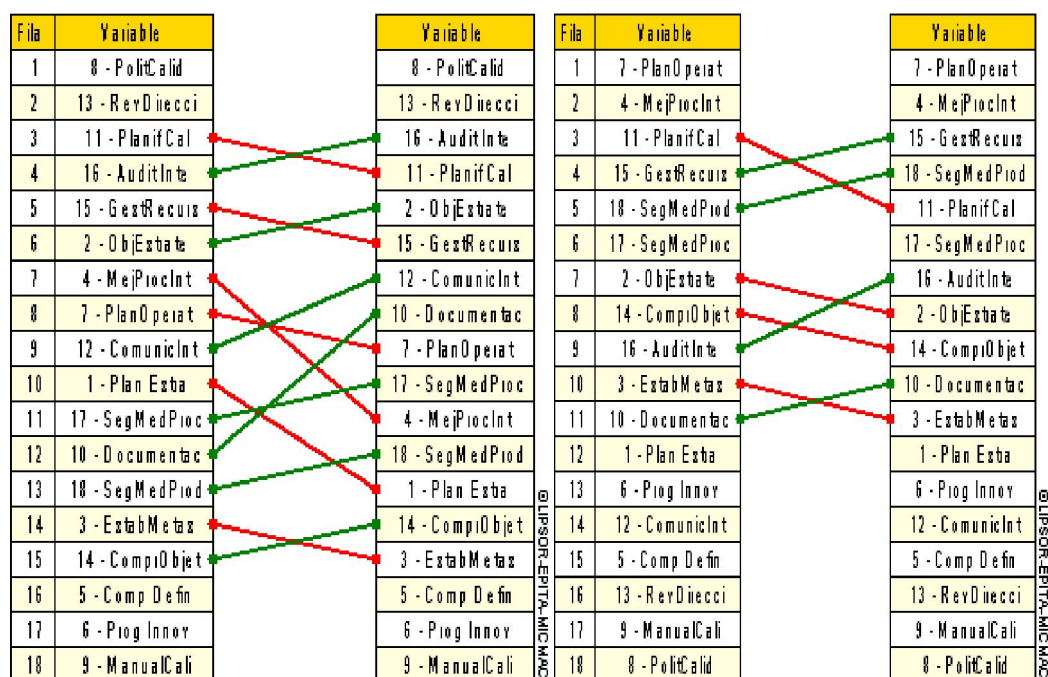 Fila Variable Variable Fila Variable Variable
1 8 - PolitCalid 8 - PolitCalid 1 7 - PlanOperat 7 - PlanOperat
2 13 - RevDirecci 13 - RevDirecci 2 4 - MejProcInt 4 - MejProcInt
3 11 - PlanifCal 16 - AuditInte 3 11 - PlanifCal 15 - GestRecurs
4 16 - AuditInte 11 - PlanifCal 4 15 - GestRecurs 18 - SegMedProd
5 15 - GestRecurs 2 - ObjEstate 5 18 - SegMedProd 11 - PlanifCal
6 2 - ObjEstate 15 - GestRecurs 6 17 - SegMedProc 17 - SegMedProc
7 4 - MejProcInt 12 - ComunicInt 7 2 - ObjEstate 16 - AuditInte
8 7 - PlanOperat 10 - Documentac 8 14 - ComprObjet 2 - ObjEstate
9 12 - ComunicInt 7 - PlanOperat 9 16 - AuditInte 14 - ComprObjet
10 1 - Plan Estra 17 - SegMedProc 10 3 - EstabMetas 10 - Documentac
11 17 - SegMedProc 4 - MejProcInt 11 10 - Documentac 3 - EstabMetas
12 10 - Documentac 18 - SegMedProd 12 1 - Plan Estra 1 - Plan Estra
13 18 - SegMedProd 1 - Plan Estra 13 6 - Prog Innov 6 - Prog Innov
14 3 - EstabMetas 14 - ComprObjet 14 12 - ComunicInt 12 - ComunicInt
15 14 - ComprObjet 3 - EstabMetas 15 5 - Comp Defin 5 - Comp Defin
16 5 - Comp Defin 5 - Comp Defin 16 13 - RevDirecci 13 - RevDirecci
17 6 - Prog Innov 6 - Prog Innov 17 9 - ManualCali 9 - ManualCali
18 9 - ManualCali 9 - ManualCali 18 8 - PolitCalid 8 - PolitCalid
© LIPSOR-EPITA-MICMAC
© LIPSOR-EPITA-MICMAC